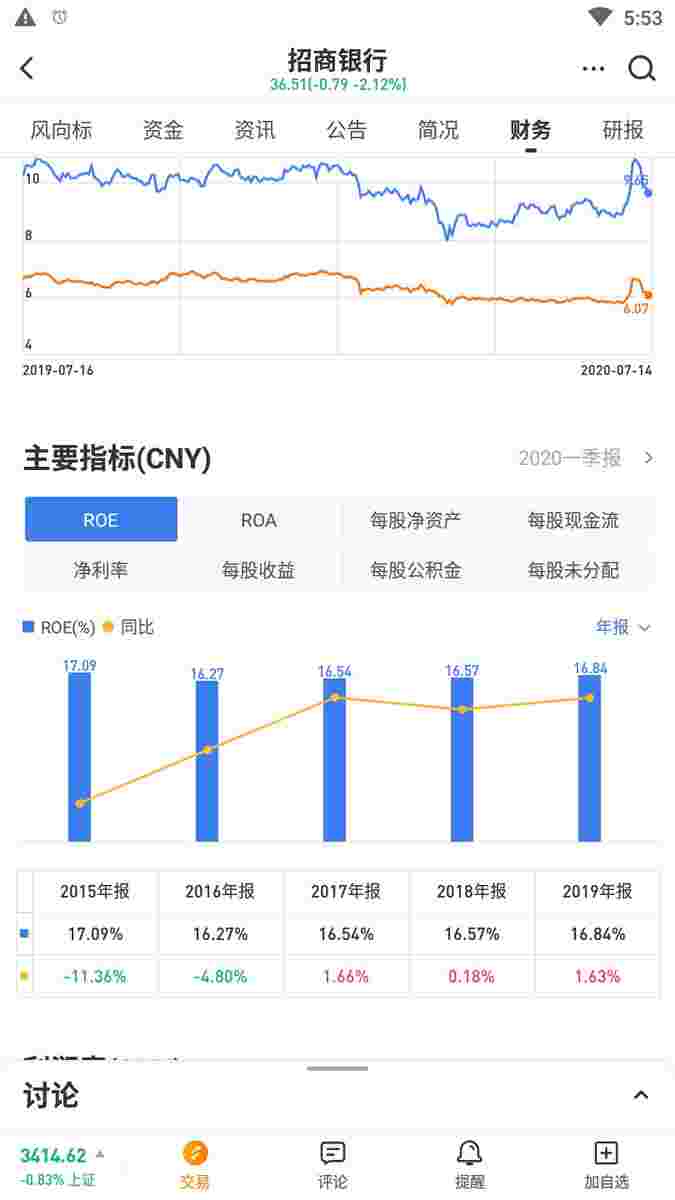 5:53
招商银行
36.51(-0.79 -2.12%)
风向标 资金 资讯 公告 简况 财务 研报
10
9.65
8
6
6.07
4
2019-07-16 2020-07-14
主要指标(CNY) 2020一季报
ROE ROA 每股净资产 每股现金流
净利率 每股收益 每股公积金 每股未分配
ROE(%) 同比 年报
17.09 16.27 16.54 16.57 16.84
2015年报 2016年报 2017年报 2018年报 2019年报
17.09% 16.27% 16.54% 16.57% 16.84%
-11.36% -4.80% 1.66% 0.18% 1.63%
讨论
3414.62
-0.83% 上证
交易 评论 提醒 加自选